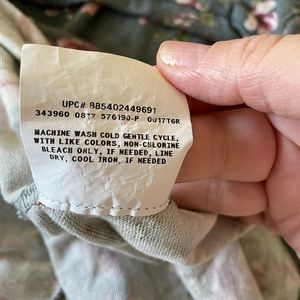 UPC# 885402449691
343960 0817 576190-P 0U17T6R
MACHINE WASH COLD GENTLE CYCLE,
WITH LIKE COLORS, NON-CHLORINE
BLEACH ONLY, IF NEEDED, LINE
DRY, COOL IRON, IF NEEDED